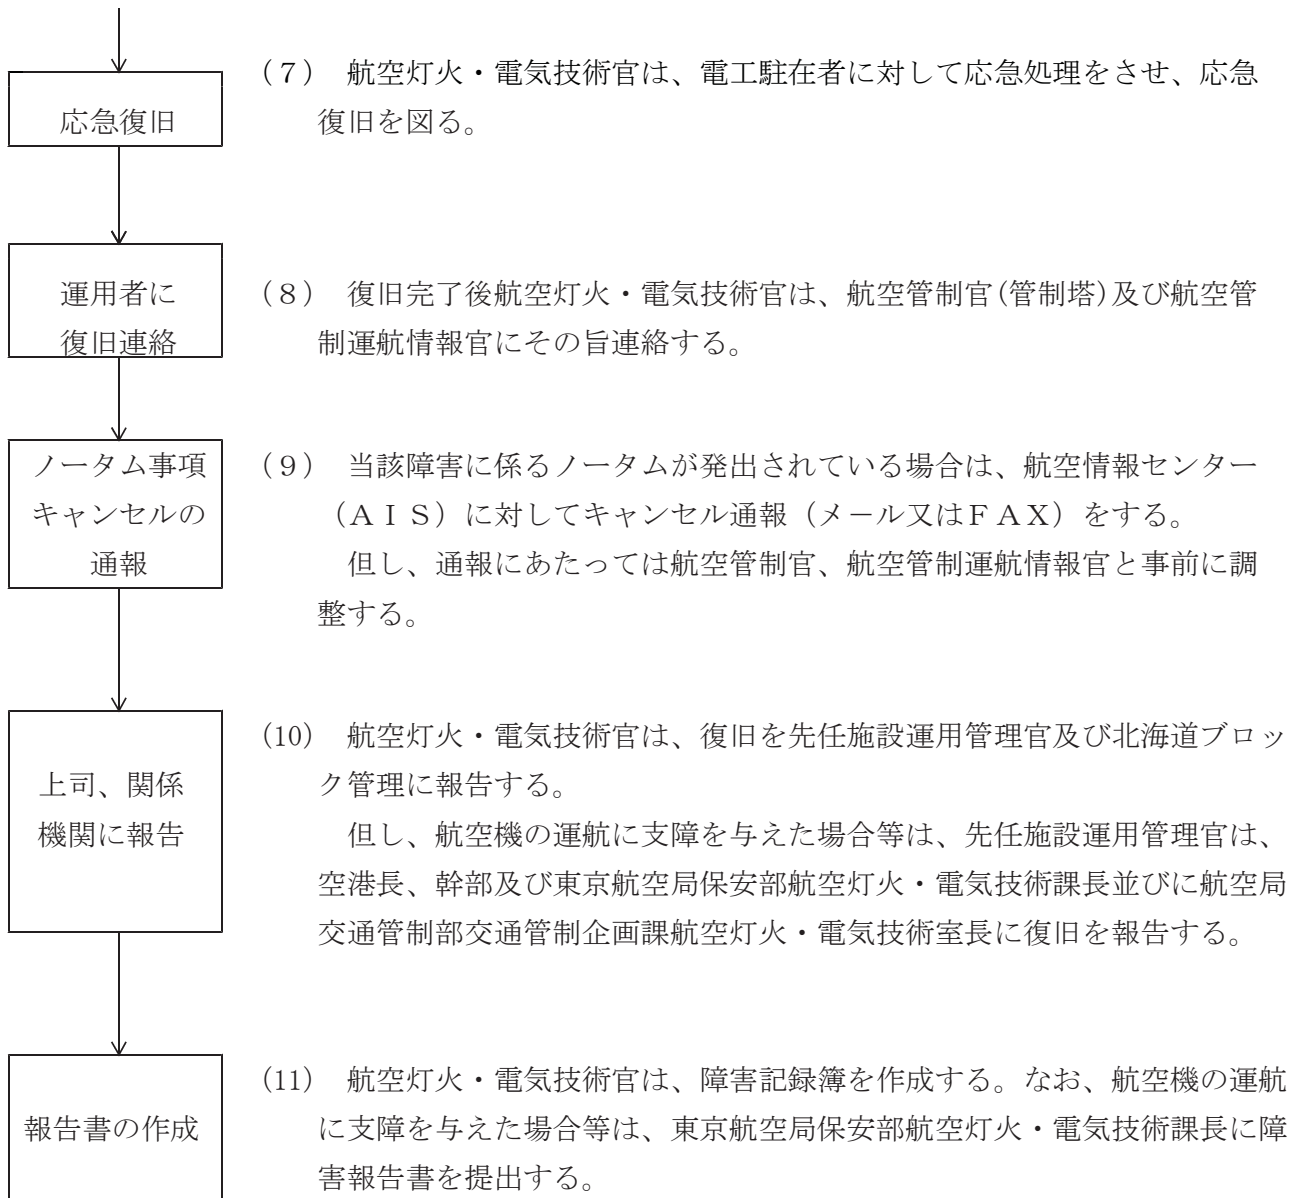 (７) 航空灯火・電気技術官は、電工駐在者に対して応急処理をさせ、応急
応急復旧
復旧を図る。
運用者に
復旧連絡
(８) 復旧完了後航空灯火・電気技術官は、航空管制官(管制塔)及び航空管
制運航情報官にその旨連絡する。
ノータム事項
キャンセルの
通報
(９) 当該障害に係るノータムが発出されている場合は、航空情報センター
（ＡＩＳ）に対してキャンセル通報（メール又はＦＡＸ）をする。
但し、通報にあたっては航空管制官、航空管制運航情報官と事前に調
整する。
上司、関係
機関に報告
(10) 航空灯火・電気技術官は、復旧を先任施設運用管理官及び北海道ブロッ
ク管理に報告する。
但し、航空機の運航に支障を与えた場合等は、先任施設運用管理官は、
空港長、幹部及び東京航空局保安部航空灯火・電気技術課長並びに航空局
交通管制部交通管制企画課航空灯火・電気技術室長に復旧を報告する。
報告書の作成
(11) 航空灯火・電気技術官は、障害記録簿を作成する。なお、航空機の運航
に支障を与えた場合等は、東京航空局保安部航空灯火・電気技術課長に障
害報告書を提出する。